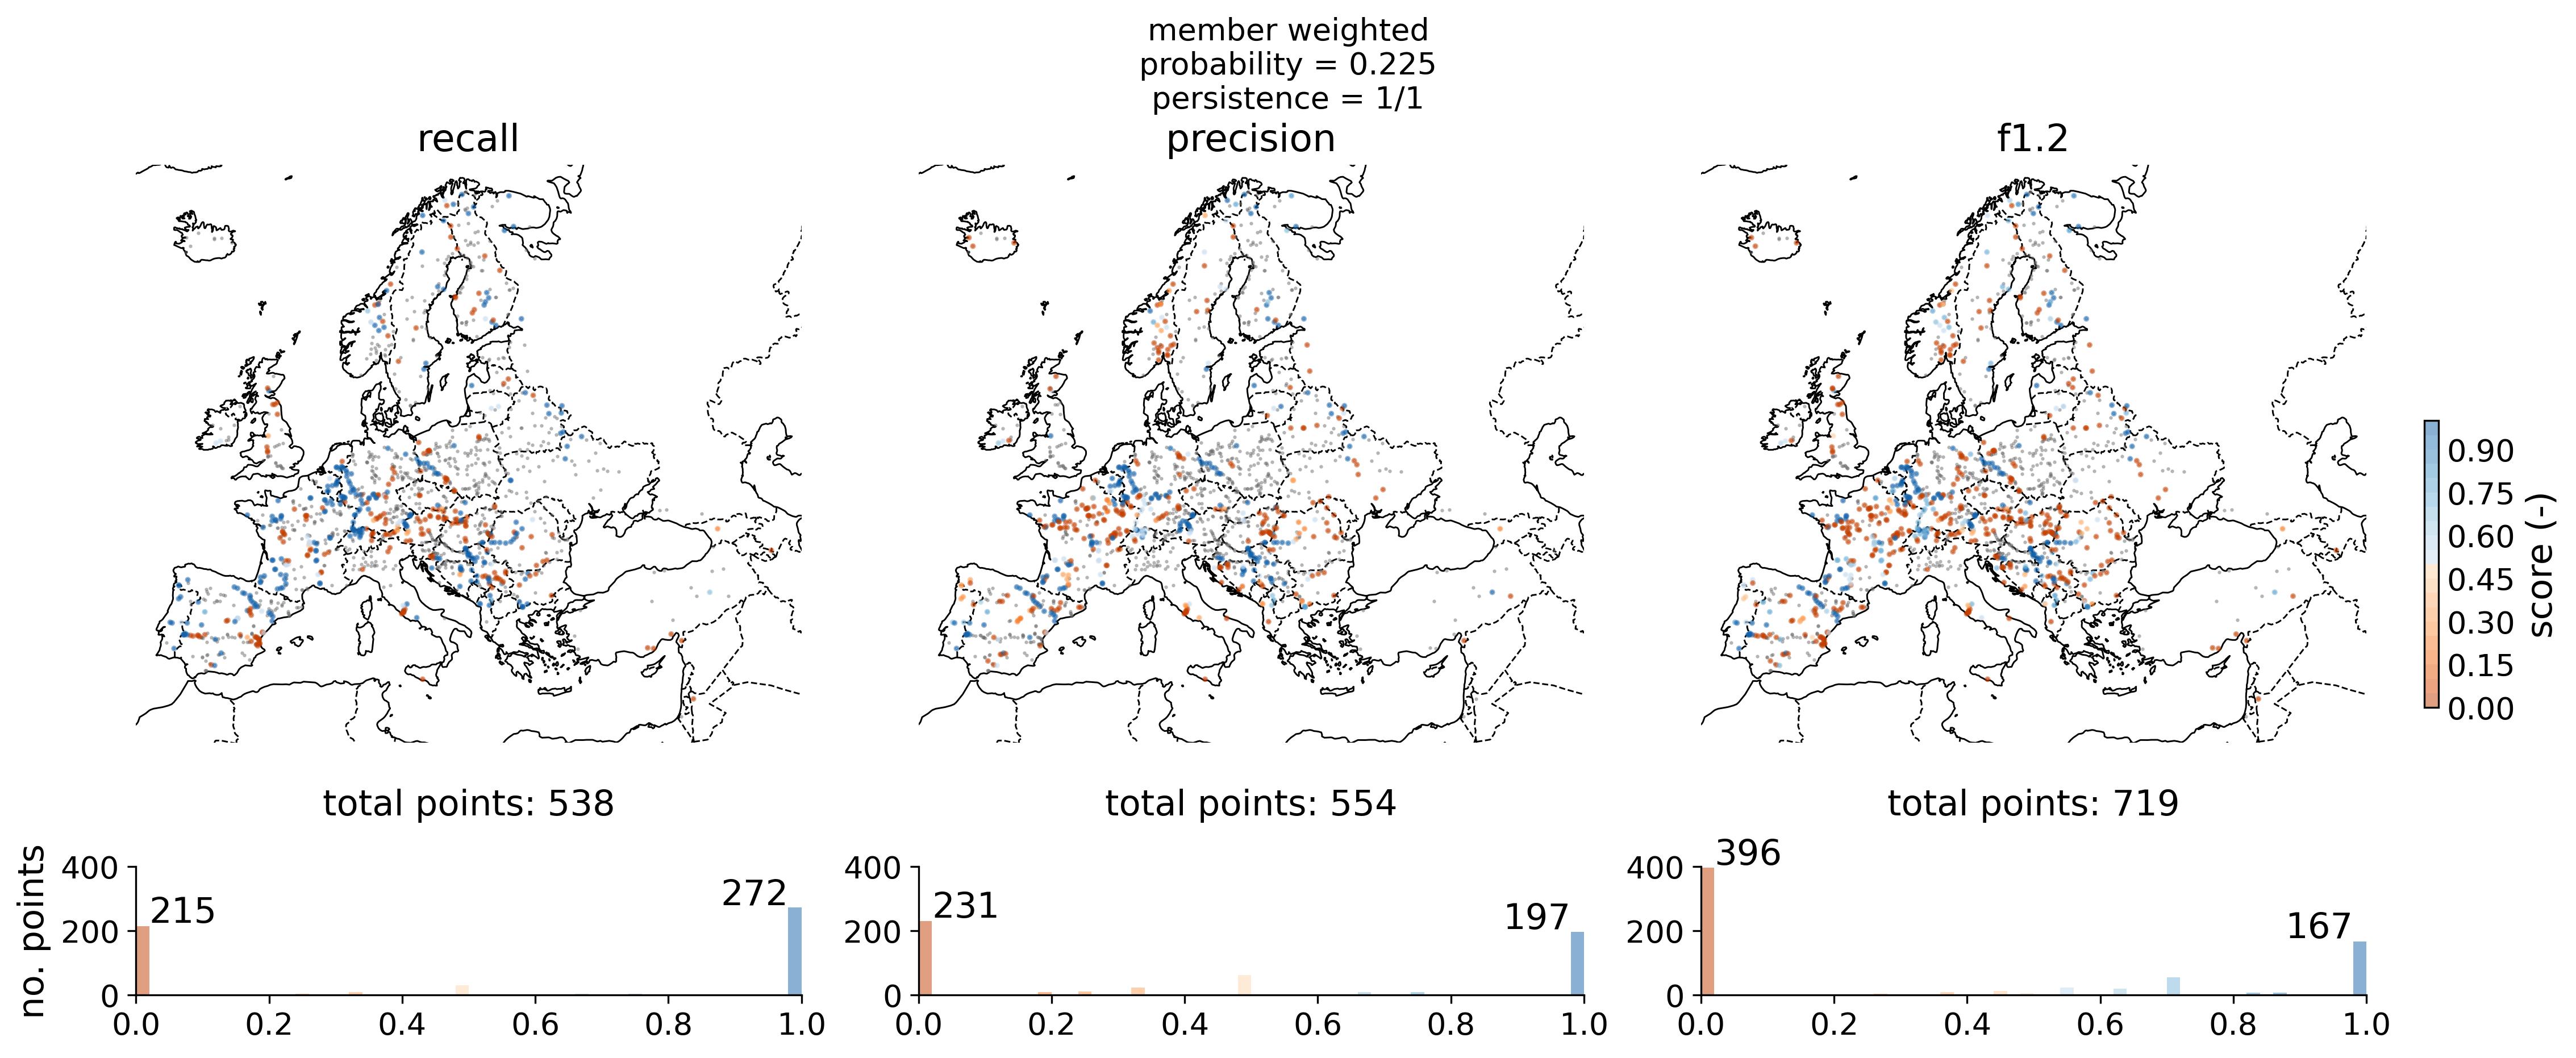 member weighted
probability = 0.225
persistence = 1/1
recall
precision
f1.2
0.90
0.75
0.60
0.45
0.30
0.15
0.00
score (-)
total points: 538
total points: 554
total points: 719
no. points
400
200
0
215
272
0.0 0.2 0.4 0.6 0.8 1.0
400
200
0
231
197
0.0 0.2 0.4 0.6 0.8 1.0
400
200
0
396
167
0.0 0.2 0.4 0.6 0.8 1.0